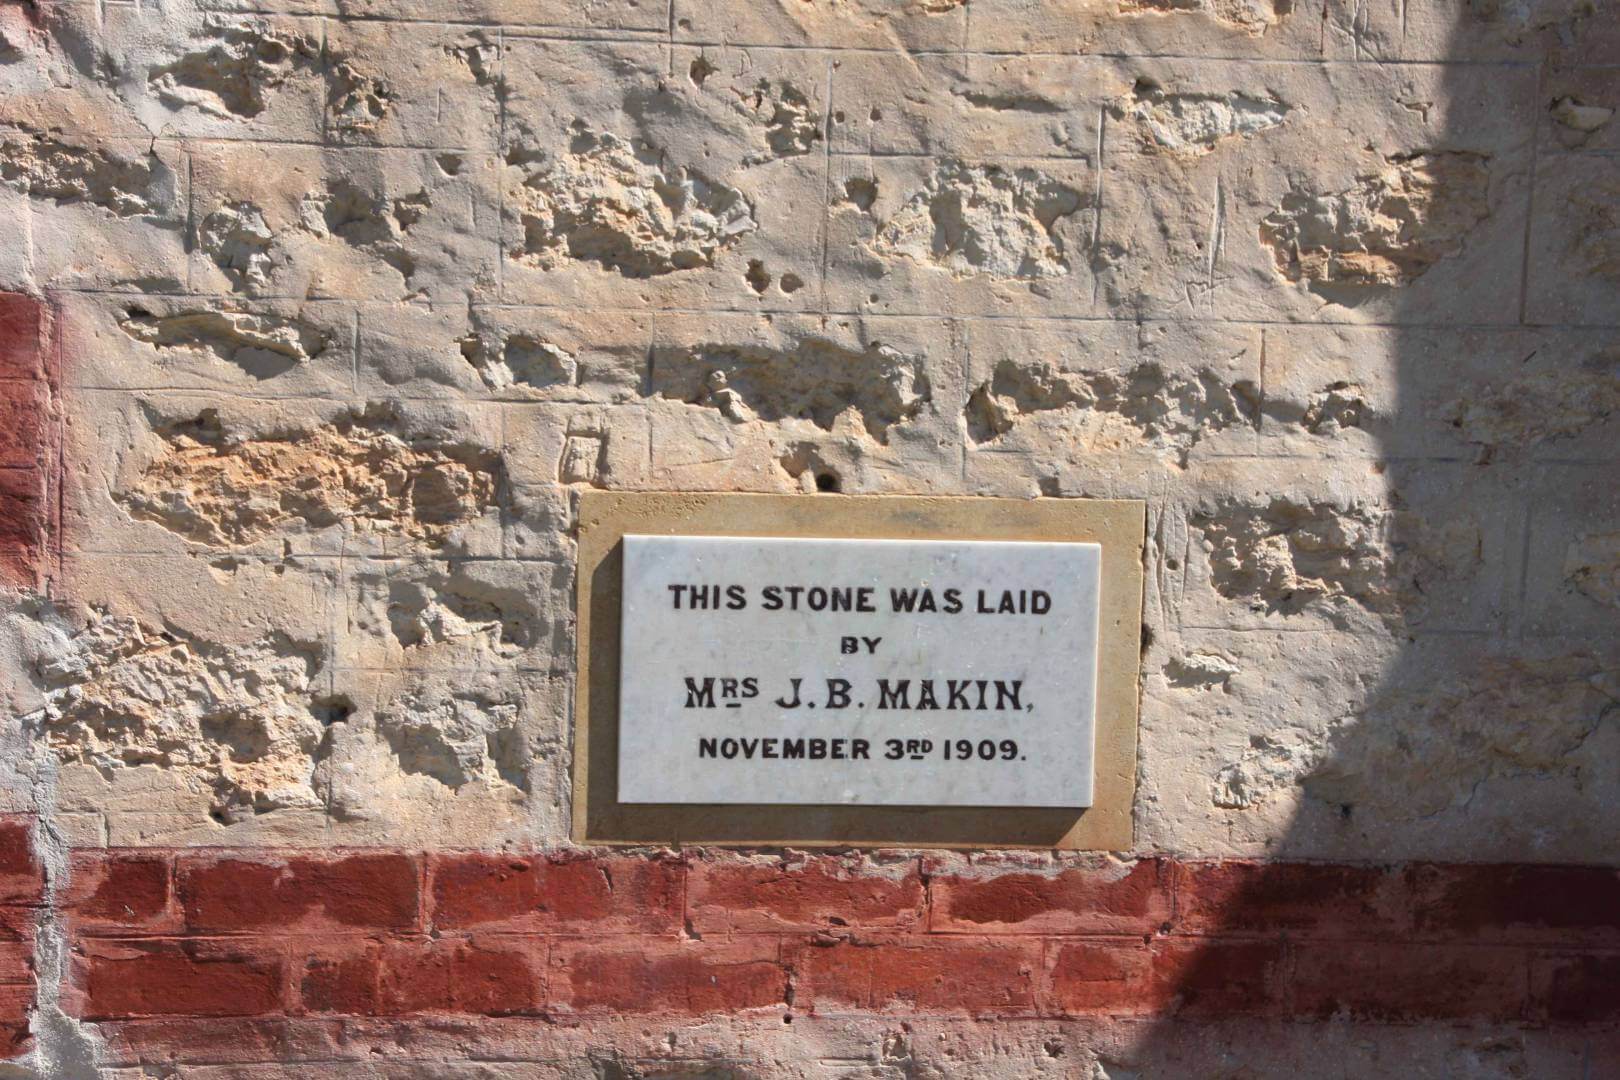 THIS STONE WAS LAID
BY
MRS J. B. MAKIN,
NOVEMBER 3RD 1909.